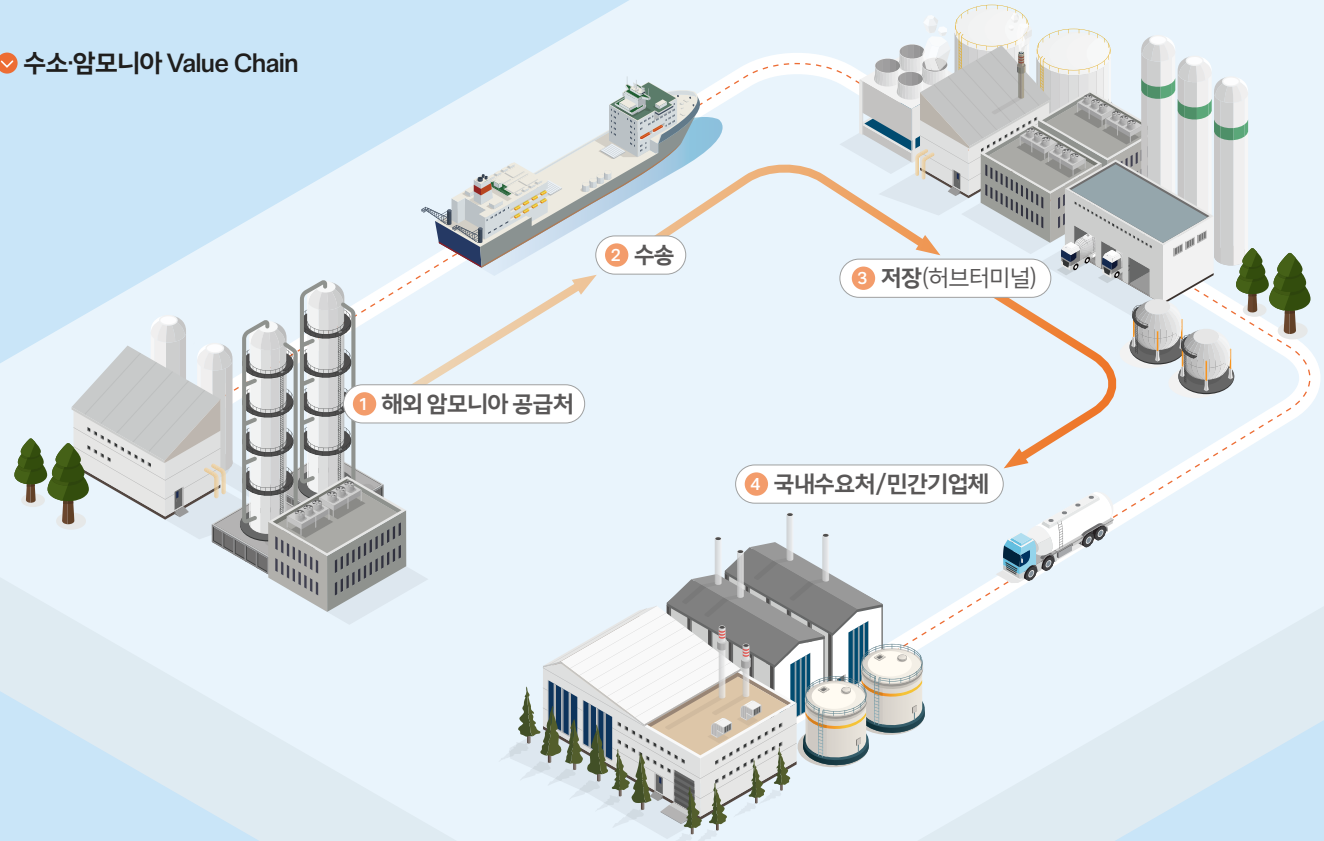 수소·암모니아 Value Chain
1 해외 암모니아 공급처
2 수송
3 저장(허브터미널)
4 국내수요처/민간기업체